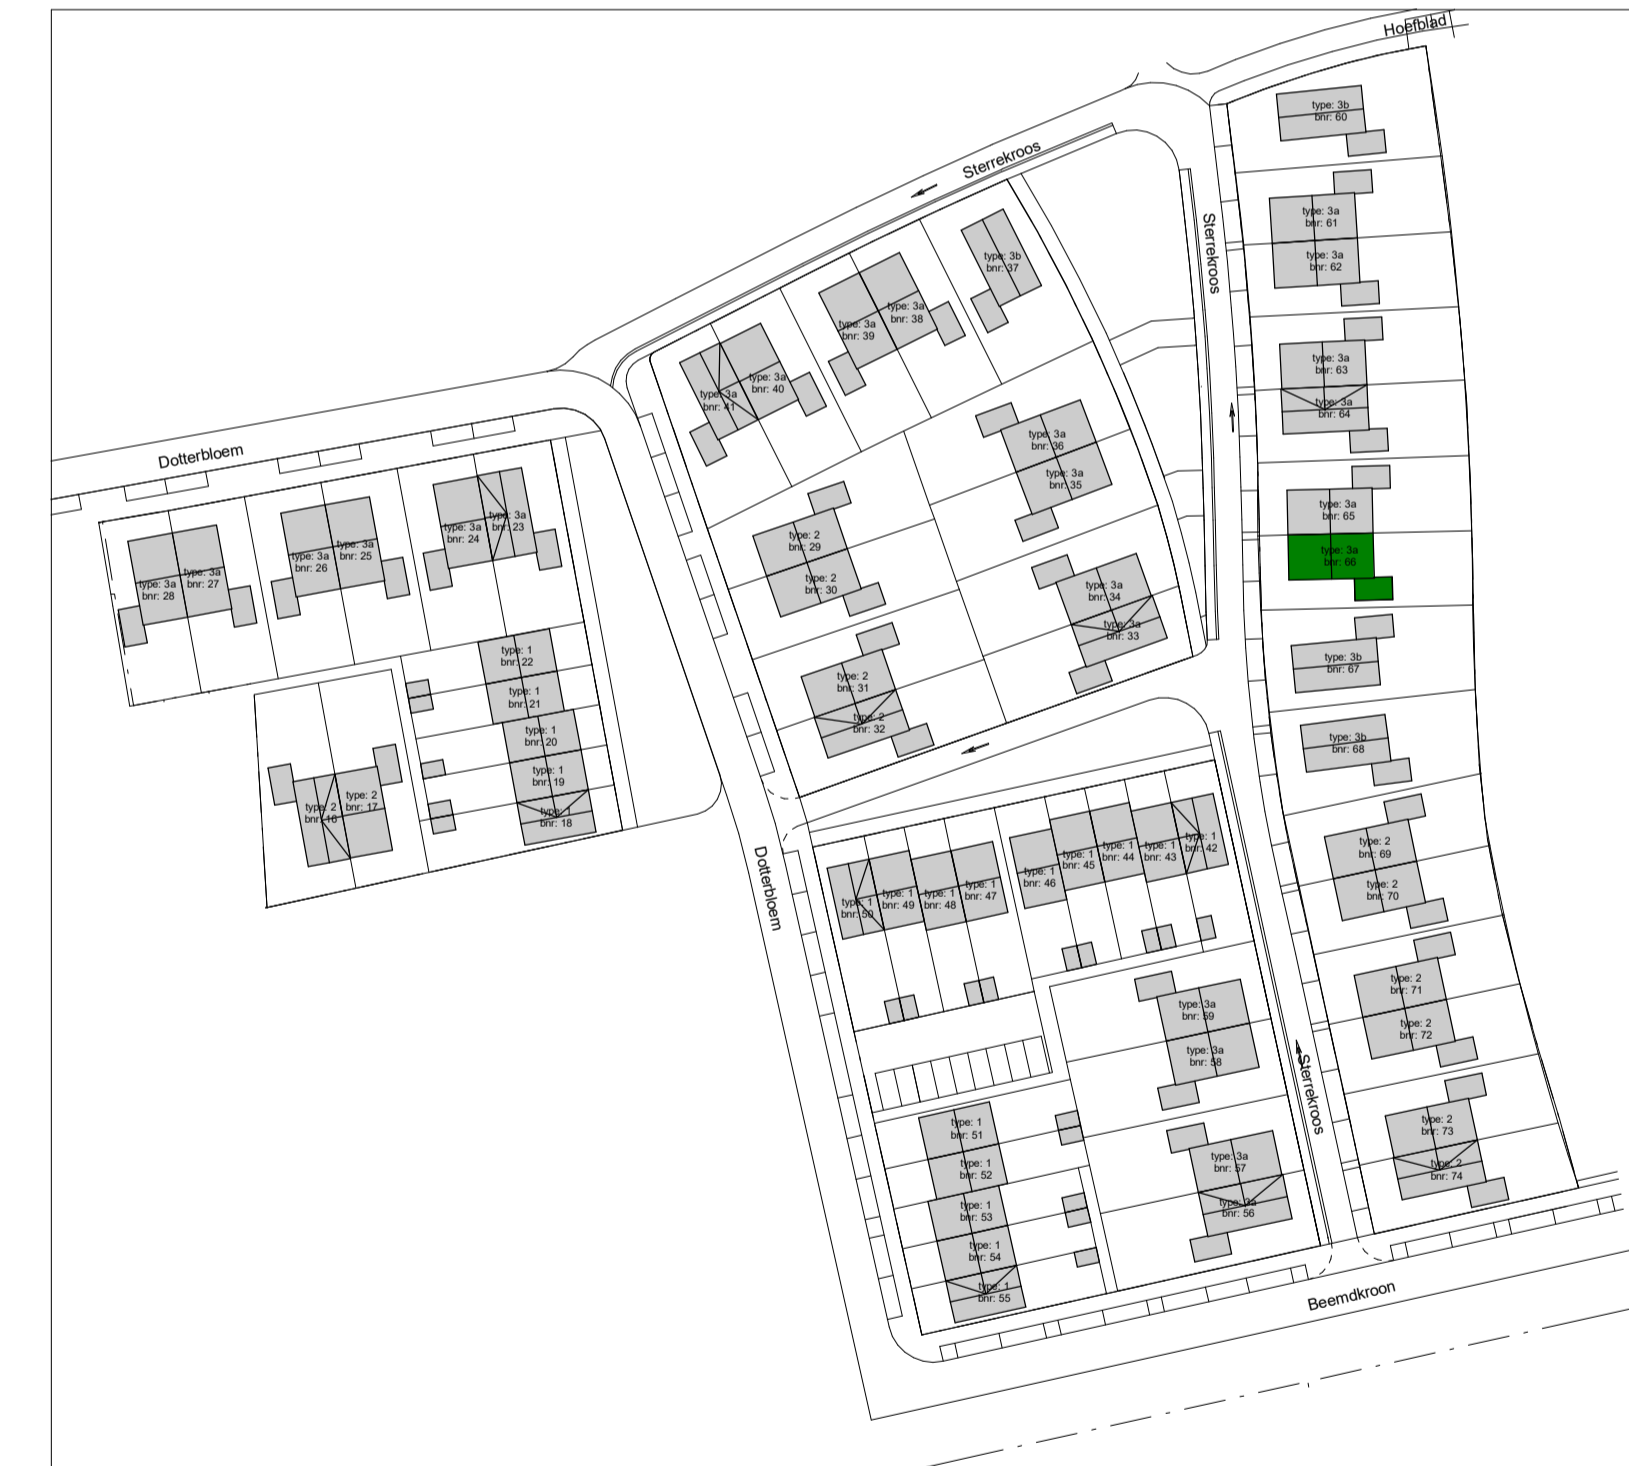 Hoefblad
Sterrekroos
Sterrekroos
Dotterbloem
Dotterbloem
Sterrekroos
Beemdkroon
type: 3b
bnr: 60
type: 3a
bnr: 61
type: 3a
bnr: 62
type: 3a
bnr: 63
type: 3a
bnr: 64
type: 3a
bnr: 65
type: 3a
bnr: 66
type: 3b
bnr: 67
type: 3b
bnr: 68
type: 2
bnr: 69
type: 2
bnr: 70
type: 2
bnr: 71
type: 2
bnr: 72
type: 2
bnr: 73
type: 2
bnr: 74
type: 3b
bnr: 37
type: 3a
bnr: 38
type: 3a
bnr: 39
type: 3a
bnr: 40
type: 3a
bnr: 41
type: 3a
bnr: 36
type: 3a
bnr: 35
type: 3a
bnr: 34
type: 3a
bnr: 33
type: 2
bnr: 29
type: 2
bnr: 30
type: 2
bnr: 31
type: 2
bnr: 32
type: 3a
bnr: 23
type: 3a
bnr: 24
type: 3a
bnr: 25
type: 3a
bnr: 26
type: 3a
bnr: 27
type: 3a
bnr: 28
type: 1
bnr: 22
type: 1
bnr: 21
type: 1
bnr: 20
type: 1
bnr: 19
type: 1
bnr: 18
type: 2
bnr: 17
type: 2
bnr: 16
type: 1
bnr: 42
type: 1
bnr: 43
type: 1
bnr: 44
type: 1
bnr: 45
type: 1
bnr: 46
type: 1
bnr: 47
type: 1
bnr: 48
type: 1
bnr: 49
type: 1
bnr: 50
type: 3a
bnr: 59
type: 3a
bnr: 58
type: 3a
bnr: 57
type: 3a
bnr: 56
type: 1
bnr: 51
type: 1
bnr: 52
type: 1
bnr: 53
type: 1
bnr: 54
type: 1
bnr: 55